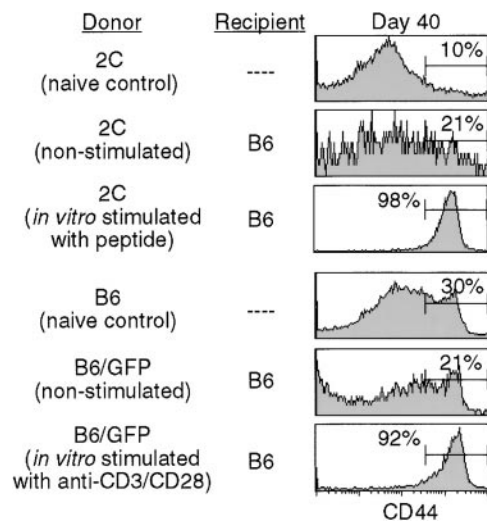 Donor Recipient Day 40
2C ---- 10%
(naive control)
2C B6 21%
(non-stimulated)
2C B6 98%
(in vitro stimulated
with peptide)
B6 ---- 30%
(naive control)
B6/GFP B6 21%
(non-stimulated)
B6/GFP B6 92%
(in vitro stimulated
with anti-CD3/CD28)
CD44